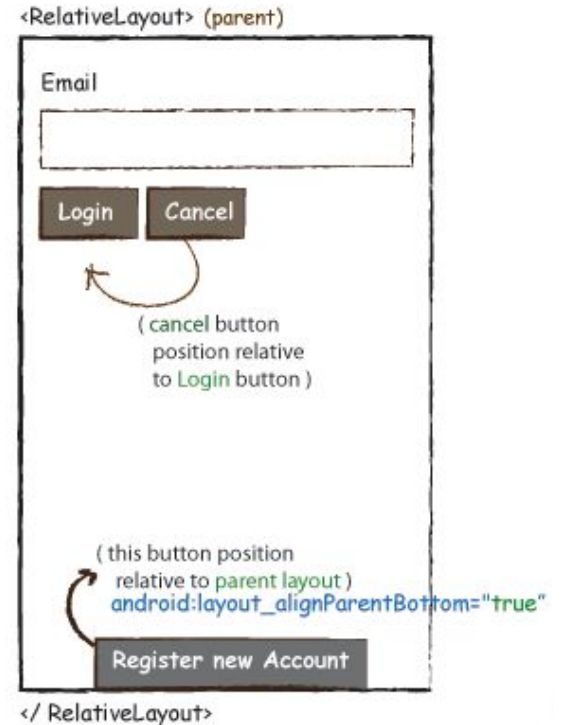 <RelativeLayout> (parent)
Email
Login Cancel
( cancel button
position relative
to Login button )
( this button position
relative to parent layout )
android:layout_alignParentBottom="true"
Register new Account
</ RelativeLayout>